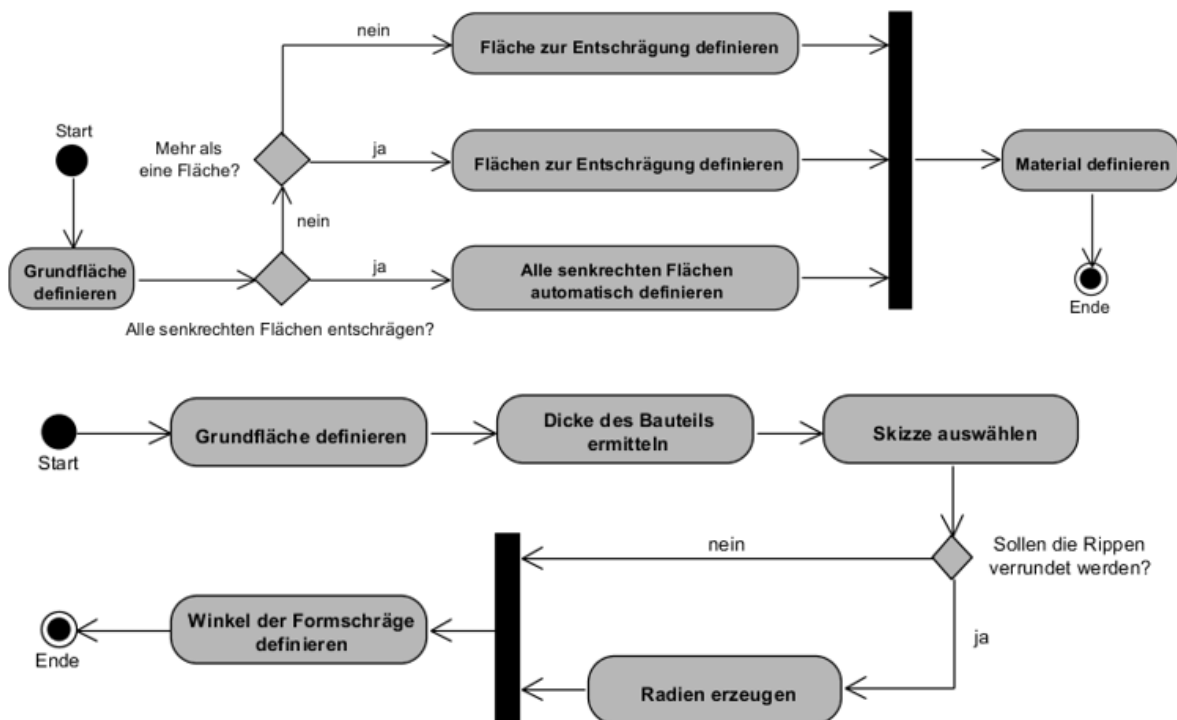 nein
Fläche zur Entschrägung definieren
Start
Mehr als
eine Fläche?
ja
Flächen zur Entschrägung definieren
Material definieren
nein
Grundfläche
definieren
ja
Alle senkrechten Flächen
automatisch definieren
Ende
Alle senkrechten Flächen entschrägen?
Start
Grundfläche definieren
Dicke des Bauteils
ermitteln
Skizze auswählen
nein
Sollen die Rippen
verrundet werden?
Winkel der Formschräge
definieren
Ende
ja
Radien erzeugen